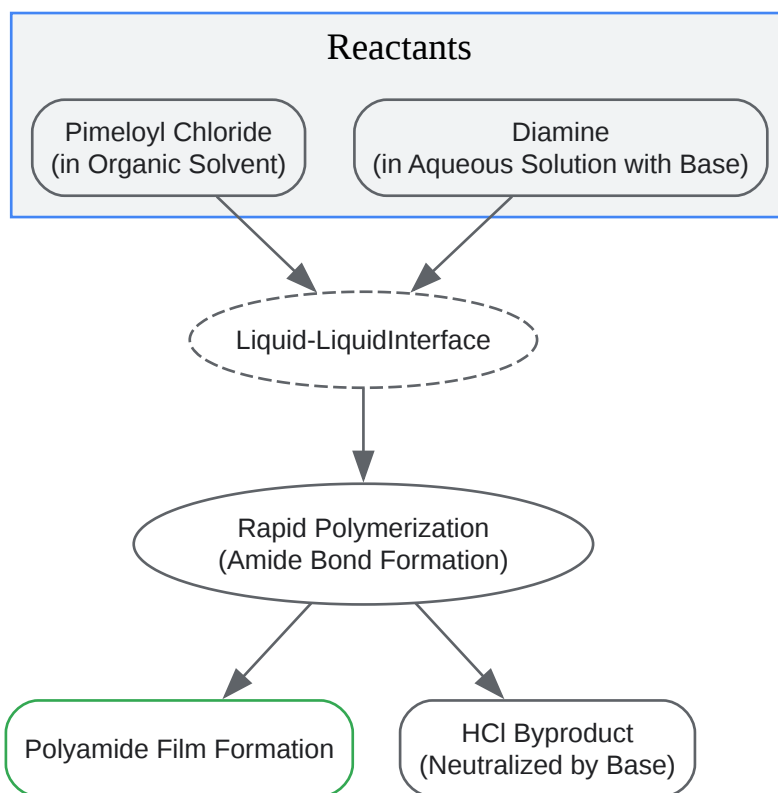 Reactants
Pimeloyl Chloride
(in Organic Solvent)
Diamine
(in Aqueous Solution with Base)
Liquid-LiquidInterface
Rapid Polymerization
(Amide Bond Formation)
Polyamide Film Formation
HCl Byproduct
(Neutralized by Base)